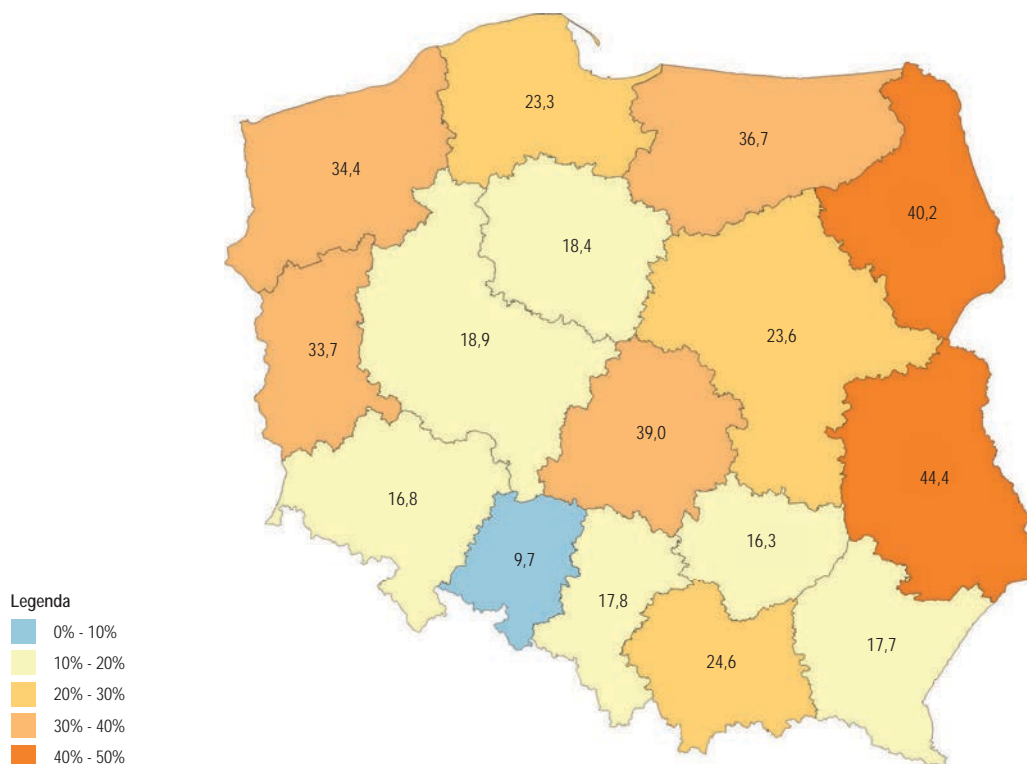 23,3
36,7
34,4
40,2
18,4
23,6
18,9
33,7
39,0
44,4
16,8
16,3
9,7
17,8
17,7
24,6
Legenda
0% - 10%
10% - 20%
20% - 30%
30% - 40%
40% - 50%